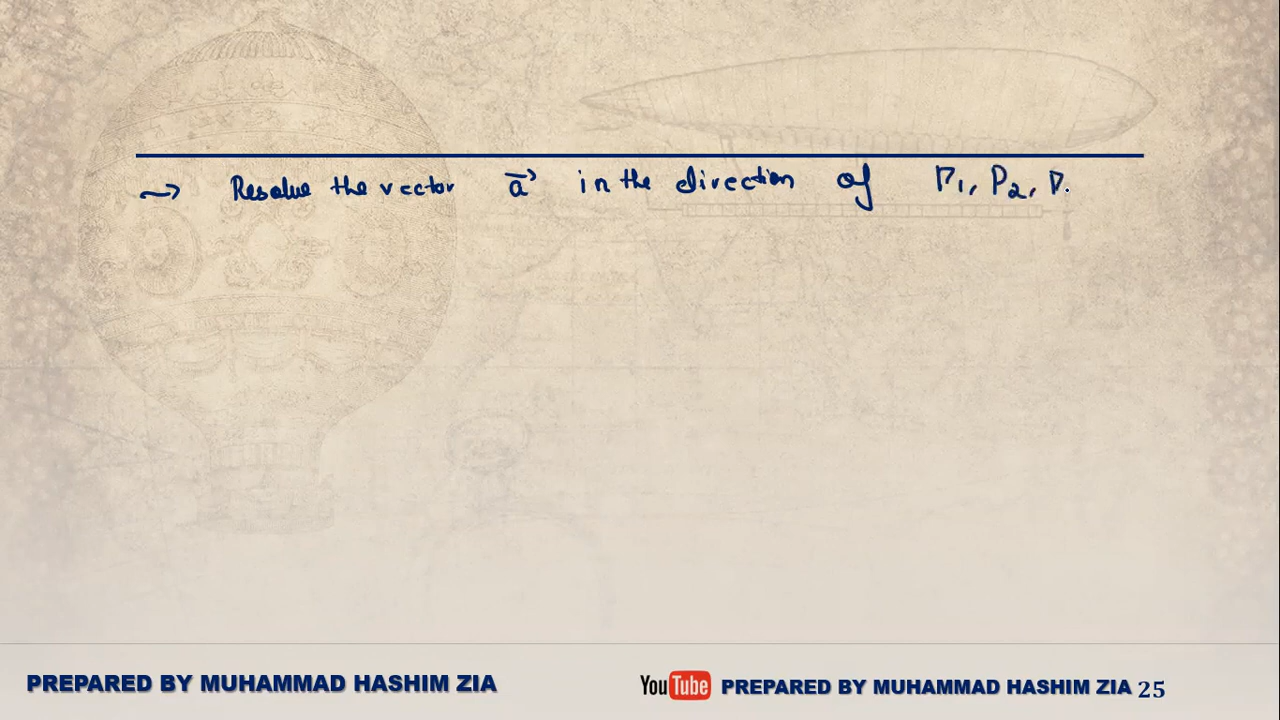 → Resolve the vector a⃗ in the direction of P₁, P₂, P.
PREPARED BY MUHAMMAD HASHIM ZIA
YouTube PREPARED BY MUHAMMAD HASHIM ZIA 25